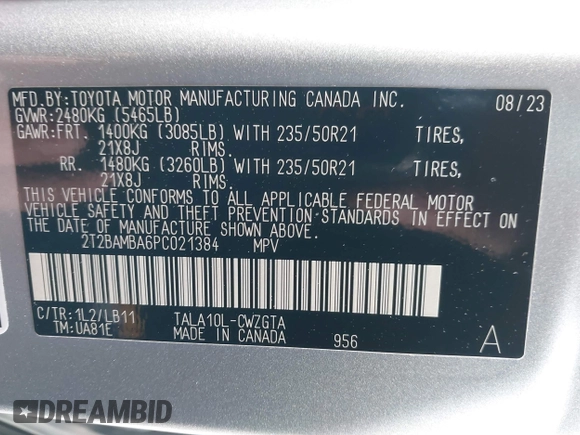 MFD.BY:TOYOTA MOTOR MANUFACTURING CANADA INC. 08/23
GVWR:2480KG (5465LB)
GAWR:FRT. 1400KG (3085LB) WITH 235/50R21 TIRES,
21X8J RIMS.
RR. 1480KG (3260LB) WITH 235/50R21 TIRES,
21X8J RIMS.
THIS VEHICLE CONFORMS TO ALL APPLICABLE FEDERAL MOTOR
VEHICLE SAFETY AND THEFT PREVENTION STANDARDS IN EFFECT ON
THE DATE OF MANUFACTURE SHOWN ABOVE.
2T2BAMBA6PC021384 MPV
C/TR:1L2/LB11 TALA10L-CWZGTA
TM:UA81E MADE IN CANADA 956 A
DREAMBID